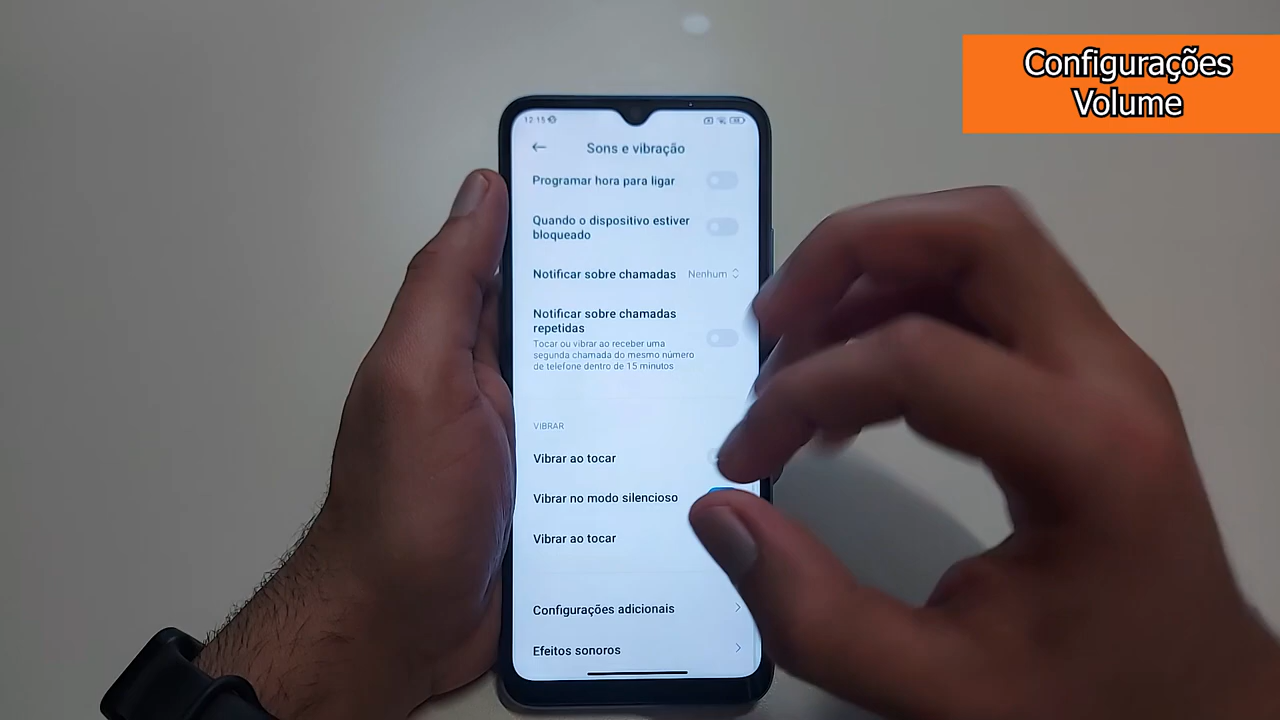 Configurações
Volume
12:15
Sons e vibração
Programar hora para ligar
Quando o dispositivo estiver
bloqueado
Notificar sobre chamadas Nenhum
Notificar sobre chamadas
repetidas
Tocar ou vibrar ao receber uma
segunda chamada do mesmo número
de telefone dentro de 15 minutos
VIBRAR
Vibrar ao tocar
Vibrar no modo silencioso
Vibrar ao tocar
Configurações adicionais
Efeitos sonoros